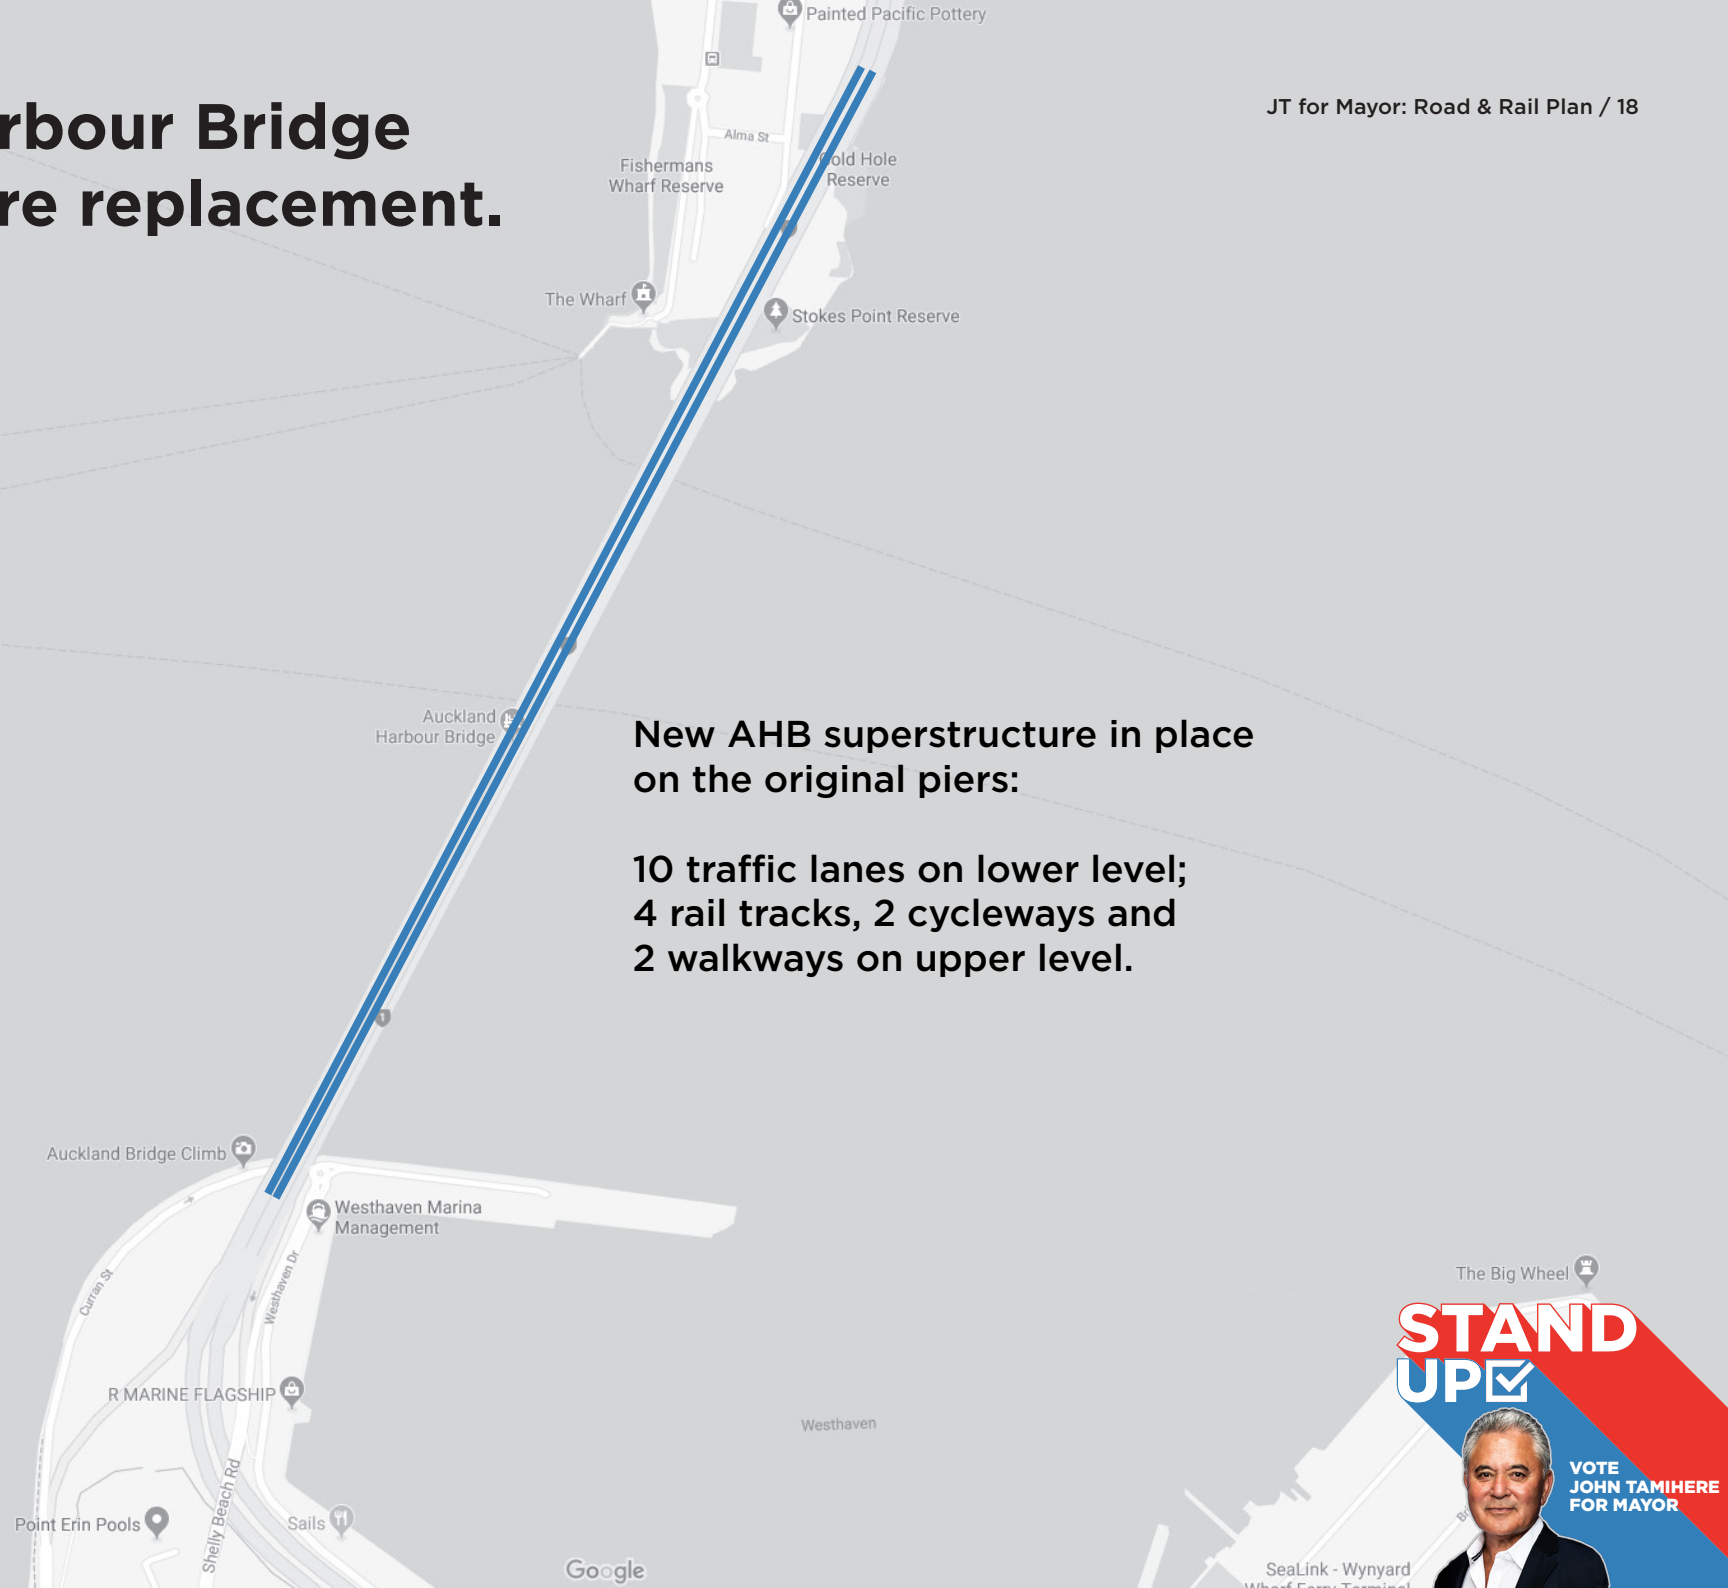 Painted Pacific Pottery
JT for Mayor: Road & Rail Plan / 18
rbour Bridge
re replacement.
Alma St
Fishermans
Wharf Reserve
old Hole
Reserve
The Wharf
Stokes Point Reserve
Auckland
Harbour Bridge
New AHB superstructure in place
on the original piers:
10 traffic lanes on lower level;
4 rail tracks, 2 cycleways and
2 walkways on upper level.
1
Auckland Bridge Climb
Westhaven Marina
Management
Curran St
Westhaven Dr
The Big Wheel
STAND
UP
R MARINE FLAGSHIP
Westhaven
VOTE
JOHN TAMIHERE
FOR MAYOR
Shelly Beach Rd
Point Erin Pools
Sails
Google
SeaLink - Wynyard
Wharf Ferry Terminal